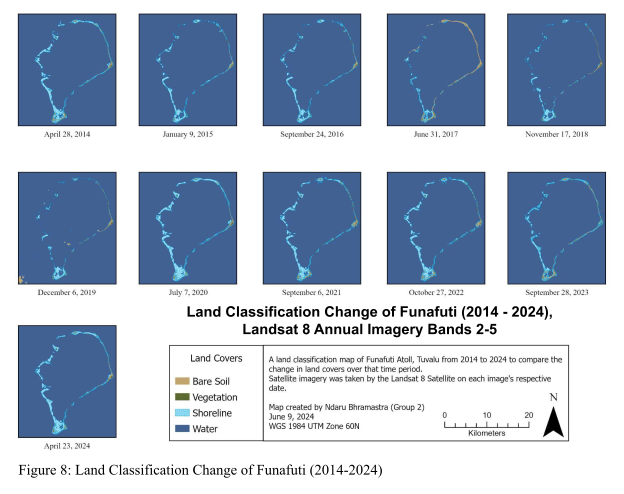 April 28, 2014
January 9, 2015
September 24, 2016
June 31, 2017
November 17, 2018
December 6, 2019
July 7, 2020
September 6, 2021
October 27, 2022
September 28, 2023
April 23, 2024
Land Classification Change of Funafuti (2014 - 2024),
Landsat 8 Annual Imagery Bands 2-5
Land Covers
Bare Soil
Vegetation
Shoreline
Water
A land classification map of Funafuti Atoll, Tuvalu from 2014 to 2024 to compare the
change in land covers over that time period.
Satellite imagery was taken by the Landsat 8 Satellite on each image's respective
date.
Map created by Ndaru Bhramastra (Group 2)
June 9, 2024
WGS 1984 UTM Zone 60N
0 10 20
Kilometers
N
Figure 8: Land Classification Change of Funafuti (2014-2024)